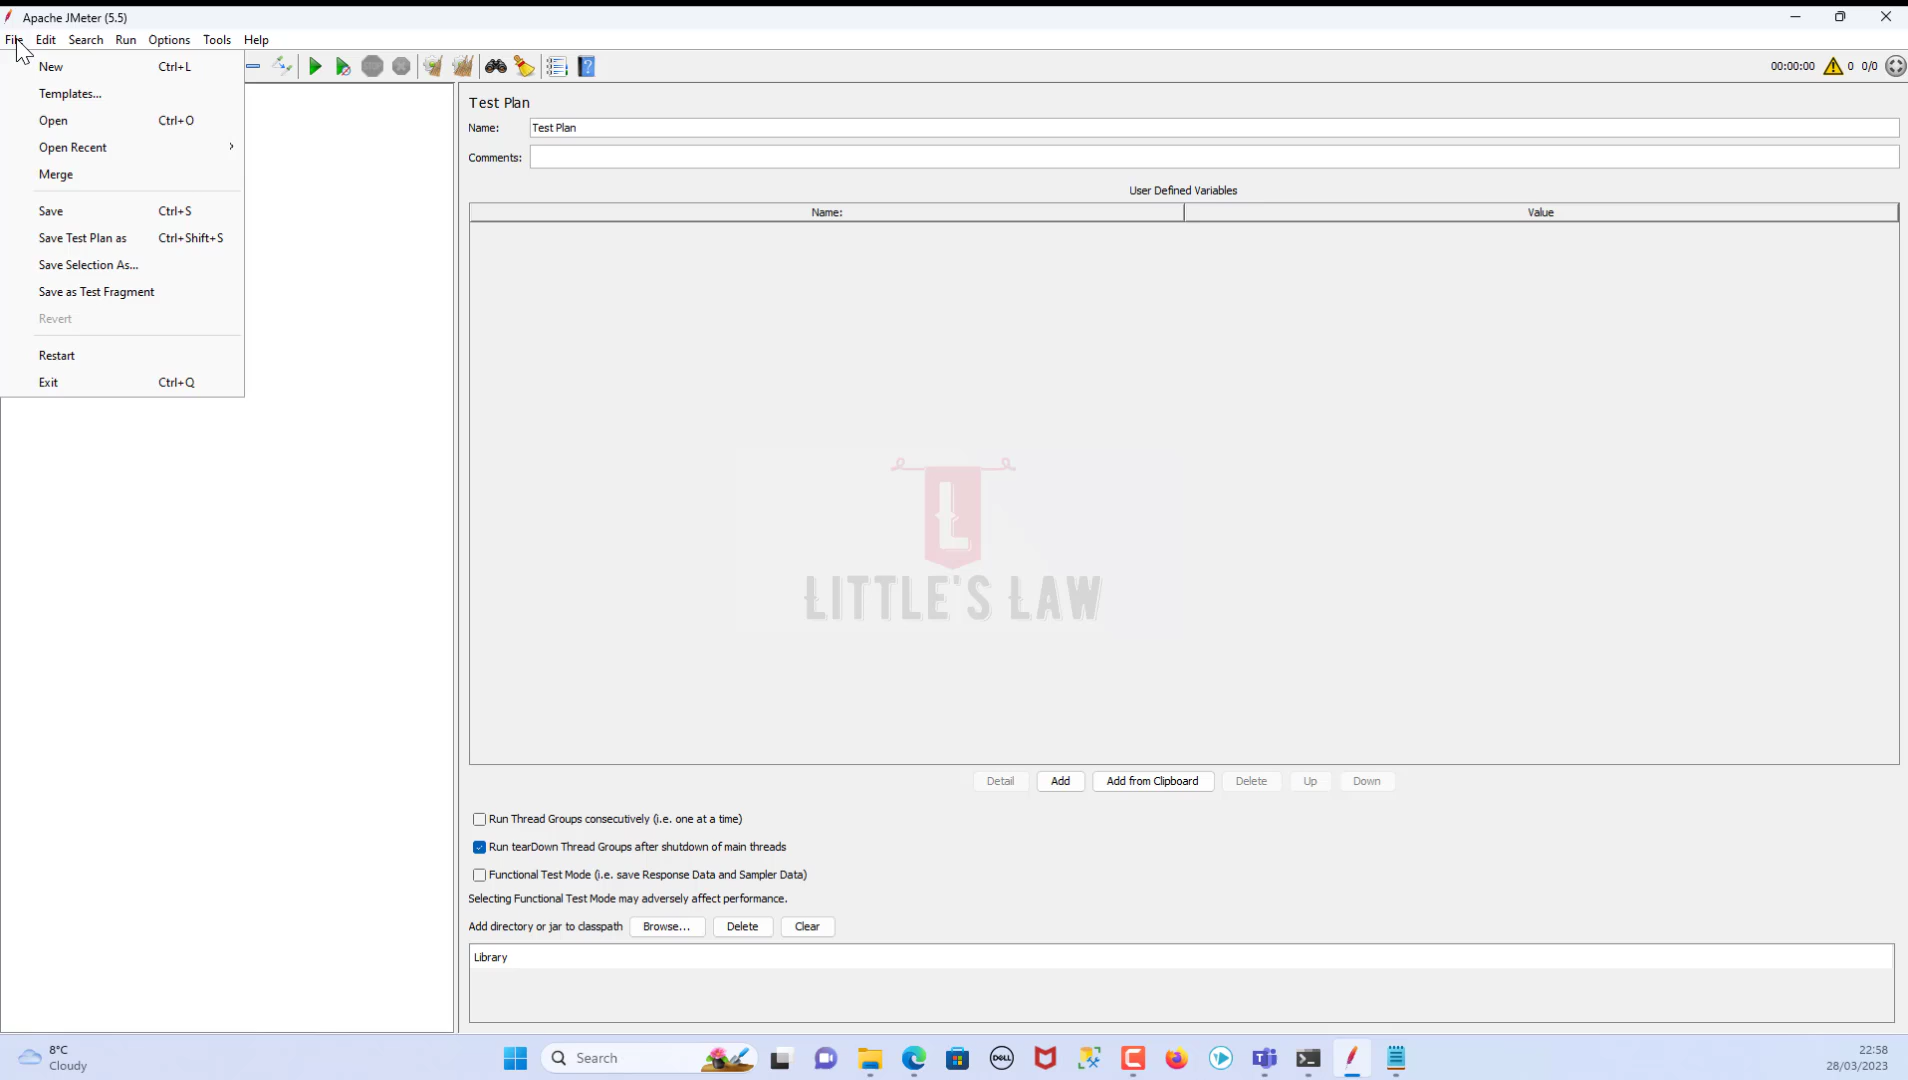 Apache JMeter (5.5)
File Edit Search Run Options Tools Help
New Ctrl+L
Templates...
Open Ctrl+O
Open Recent
Merge
Save Ctrl+S
Save Test Plan as Ctrl+Shift+S
Save Selection As...
Save as Test Fragment
Revert
Restart
Exit Ctrl+Q
00:00:00 0 0/0
Test Plan
Name: Test Plan
Comments:
User Defined Variables
Name: Value
LITTLE'S LAW
Detail Add Add from Clipboard Delete Up Down
Run Thread Groups consecutively (i.e. one at a time)
Run tearDown Thread Groups after shutdown of main threads
Functional Test Mode (i.e. save Response Data and Sampler Data)
Selecting Functional Test Mode may adversely affect performance.
Add directory or jar to classpath Browse... Delete Clear
Library
8°C
Cloudy
Search
DELL
22:58
28/03/2023